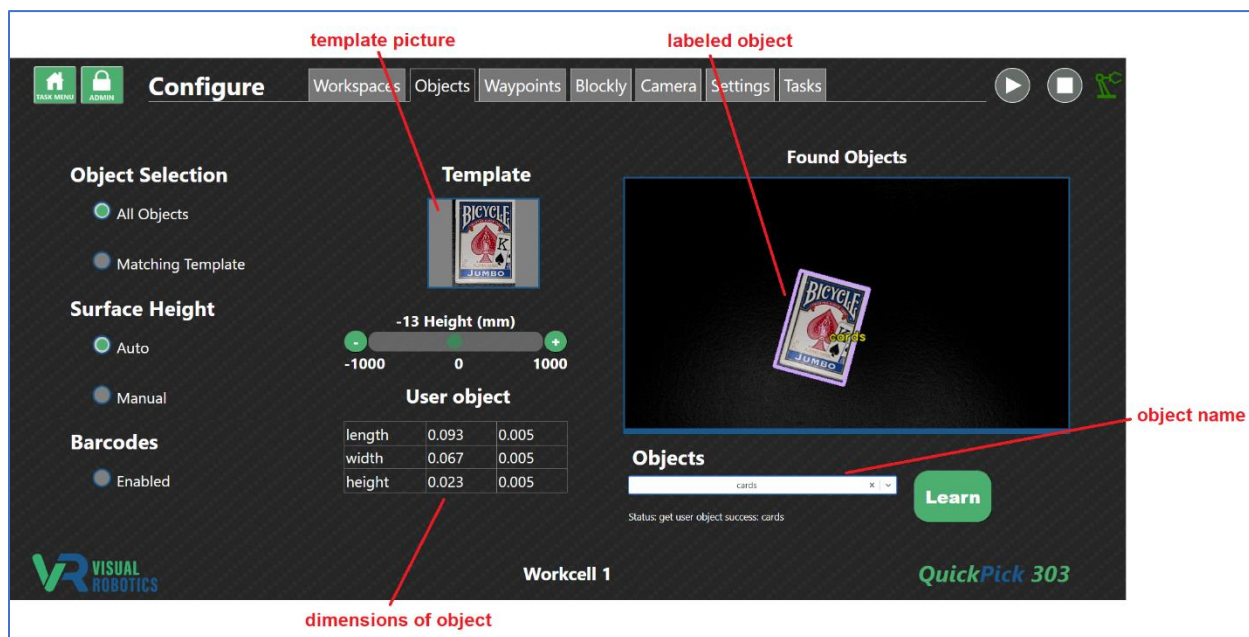 template picture
labeled object
TASK MENU
ADMIN
Configure
Workspaces Objects Waypoints Blockly Camera Settings Tasks
Object Selection
All Objects
Matching Template
Surface Height
Auto
Manual
Barcodes
Enabled
Template
BICYCLE
K
JUMBO
-13 Height (mm)
- +
-1000 0 1000
User object
length 0.093 0.005
width 0.067 0.005
height 0.023 0.005
Found Objects
BICYCLE
K
cards
JUMBO
object name
Objects
cards x
Learn
Status: get user object success: cards
VR VISUAL
ROBOTICS
Workcell 1
QuickPick 303
dimensions of object